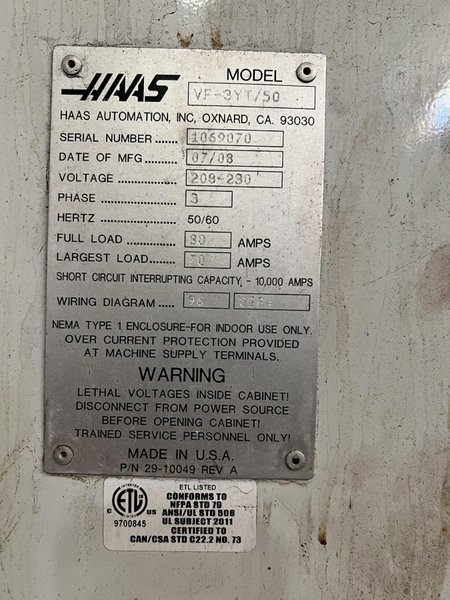 HAAS
MODEL
VF-3YT/50
HAAS AUTOMATION, INC, OXNARD, CA. 93030
SERIAL NUMBER ........ 1069070
DATE OF MFG ............ 07/08
VOLTAGE .................. 208-230
PHASE ...................... 3
HERTZ 50/60
FULL LOAD ............... AMPS
LARGEST LOAD......... 70 AMPS
SHORT CIRCUIT INTERRUPTING CAPACITY - 10,000 AMPS
WIRING DIAGRAM ...... 96
NEMA TYPE 1 ENCLOSURE-FOR INDOOR USE ONLY.
OVER CURRENT PROTECTION PROVIDED
AT MACHINE SUPPLY TERMINALS.
WARNING
LETHAL VOLTAGES INSIDE CABINET!
DISCONNECT FROM POWER SOURCE
BEFORE OPENING CABINET!
TRAINED SERVICE PERSONNEL ONLY!
MADE IN U.S.A.
P/N 29-10049 REV A
ETL LISTED
CONFORMS TO
NFPA STD 79
ANSI/UL STD 508
UL SUBJECT 2011
CERTIFIED TO
CAN/CSA STD C22.2 NO. 73
C ETL US
9700845